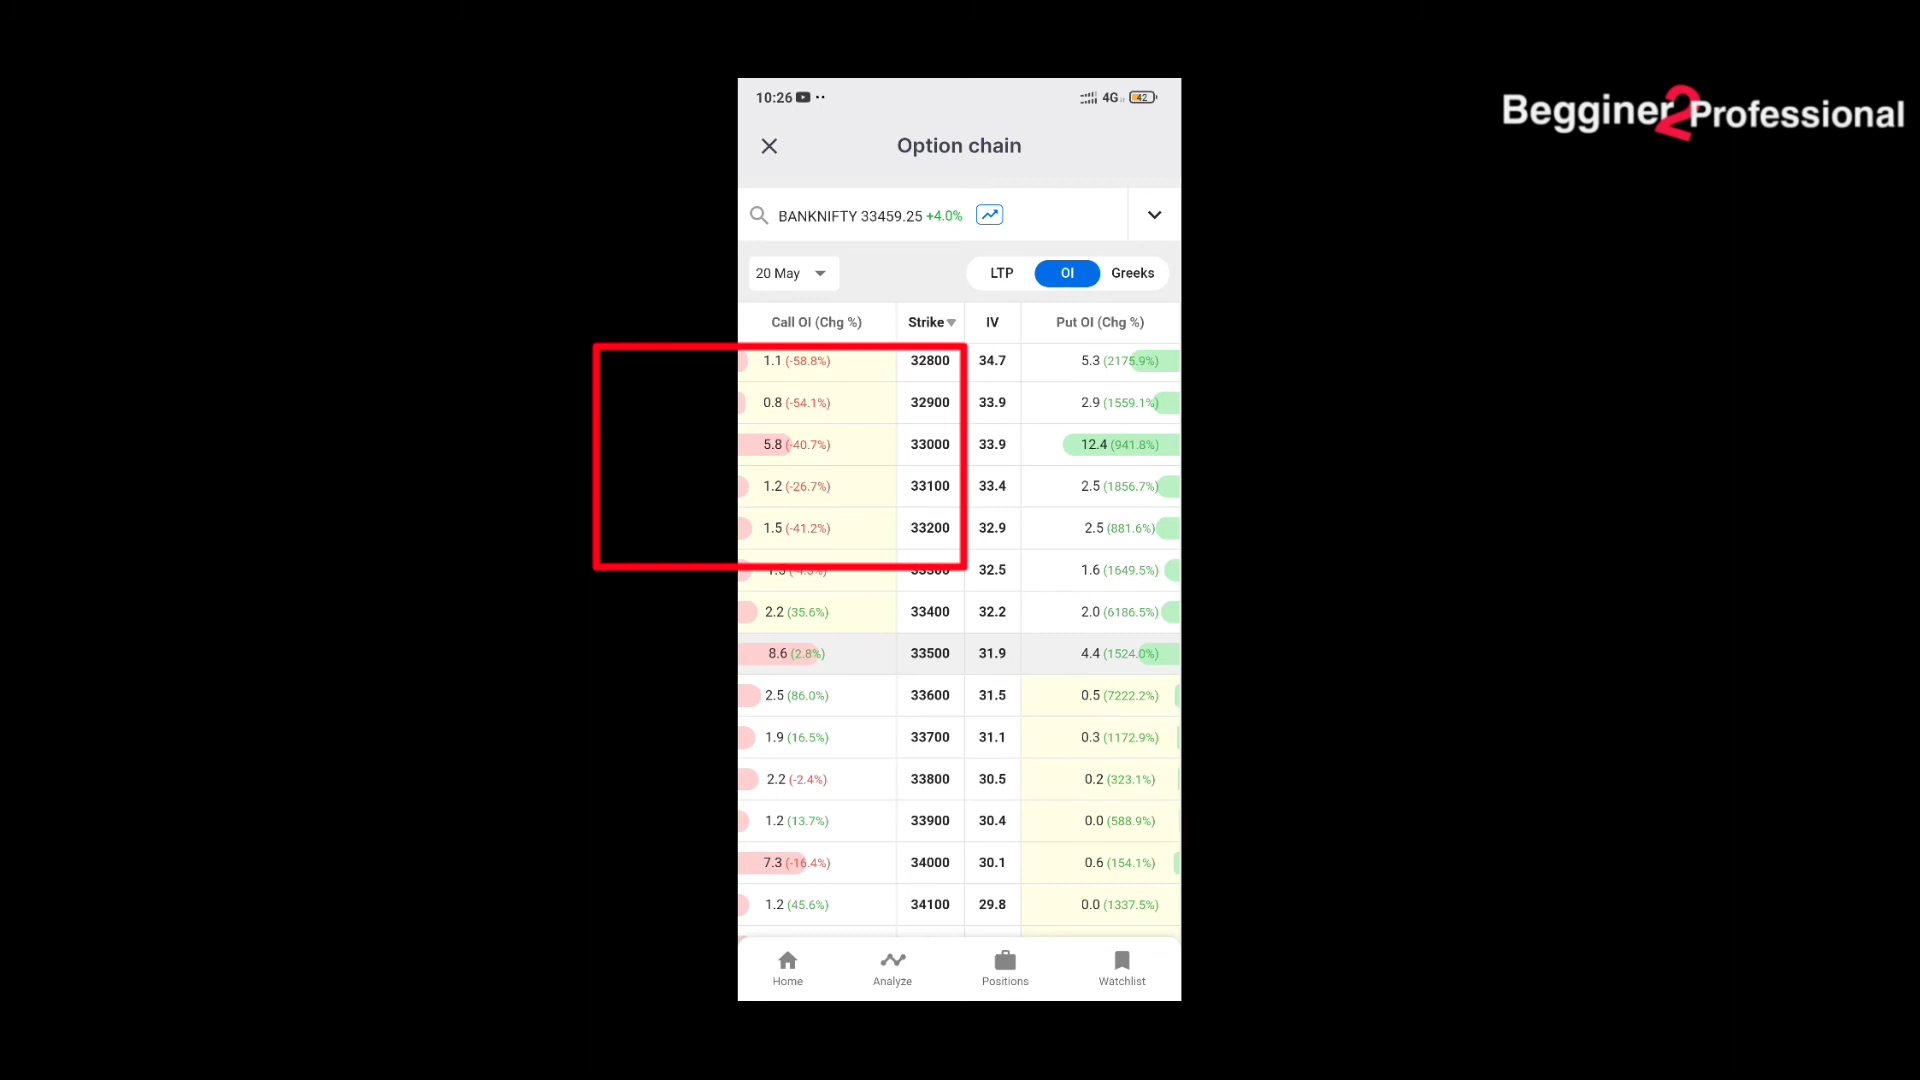 10:26
4G
42
Begginer2Professional
Option chain
BANKNIFTY 33459.25 +4.0%
20 May
LTP OI Greeks
Call OI (Chg %) Strike IV Put OI (Chg %)
1.1 (-58.8%) 32800 34.7 5.3 (2175.9%)
0.8 (-54.1%) 32900 33.9 2.9 (1559.1%)
5.8 (-40.7%) 33000 33.9 12.4 (941.8%)
1.2 (-26.7%) 33100 33.4 2.5 (1856.7%)
1.5 (-41.2%) 33200 32.9 2.5 (881.6%)
32.5 1.6 (1649.5%)
2.2 (35.6%) 33400 32.2 2.0 (6186.5%)
8.6 (2.8%) 33500 31.9 4.4 (1524.0%)
2.5 (86.0%) 33600 31.5 0.5 (7222.2%)
1.9 (16.5%) 33700 31.1 0.3 (1172.9%)
2.2 (-2.4%) 33800 30.5 0.2 (323.1%)
1.2 (13.7%) 33900 30.4 0.0 (588.9%)
7.3 (-16.4%) 34000 30.1 0.6 (154.1%)
1.2 (45.6%) 34100 29.8 0.0 (1337.5%)
Home Analyze Positions Watchlist